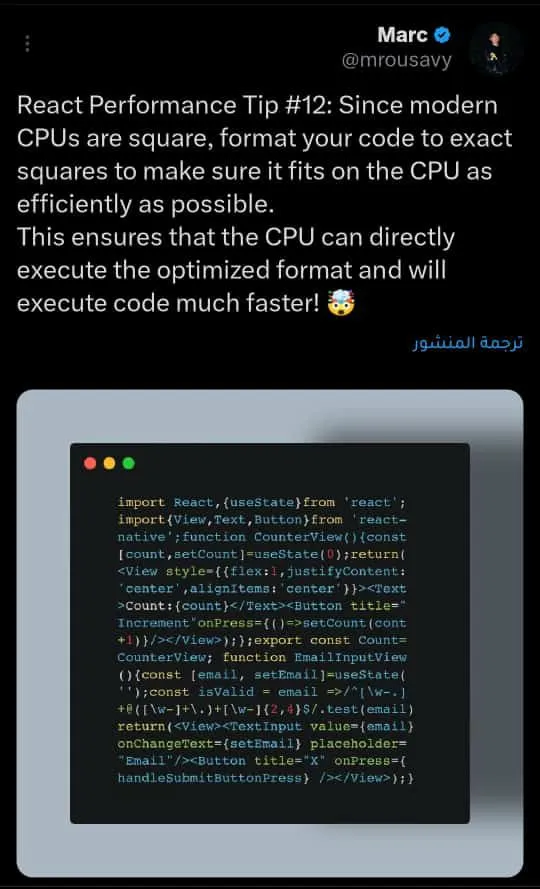 Marc
@mrousavy
React Performance Tip #12: Since modern
CPUs are square, format your code to exact
squares to make sure it fits on the CPU as
efficiently as possible.
This ensures that the CPU can directly
execute the optimized format and will
execute code much faster! 🤯
ترجمة المنشور
import React,{useState}from 'react';
import{View,Text,Button}from 'react-
native';function CounterView(){const
[count,setCount]=useState(0);return(
<View style={{flex:1,justifyContent:
'center',alignItems:'center'}}><Text
>Count:{count}</Text><Button title="
Increment"onPress={()=>setCount(cont
+1)}/></View>);};export const Count=
CounterView; function EmailInputView
(){const [email, setEmail]=useState(
'');const isValid = email =>/^[\w-.]
+@([\w-]+\.)+[\w-]{2,4}$/.test(email)
return(<View><TextInput value={email}
onChangeText={setEmail} placeholder=
"Email"/><Button title="X" onPress={
handleSubmitButtonPress} /></View>);}